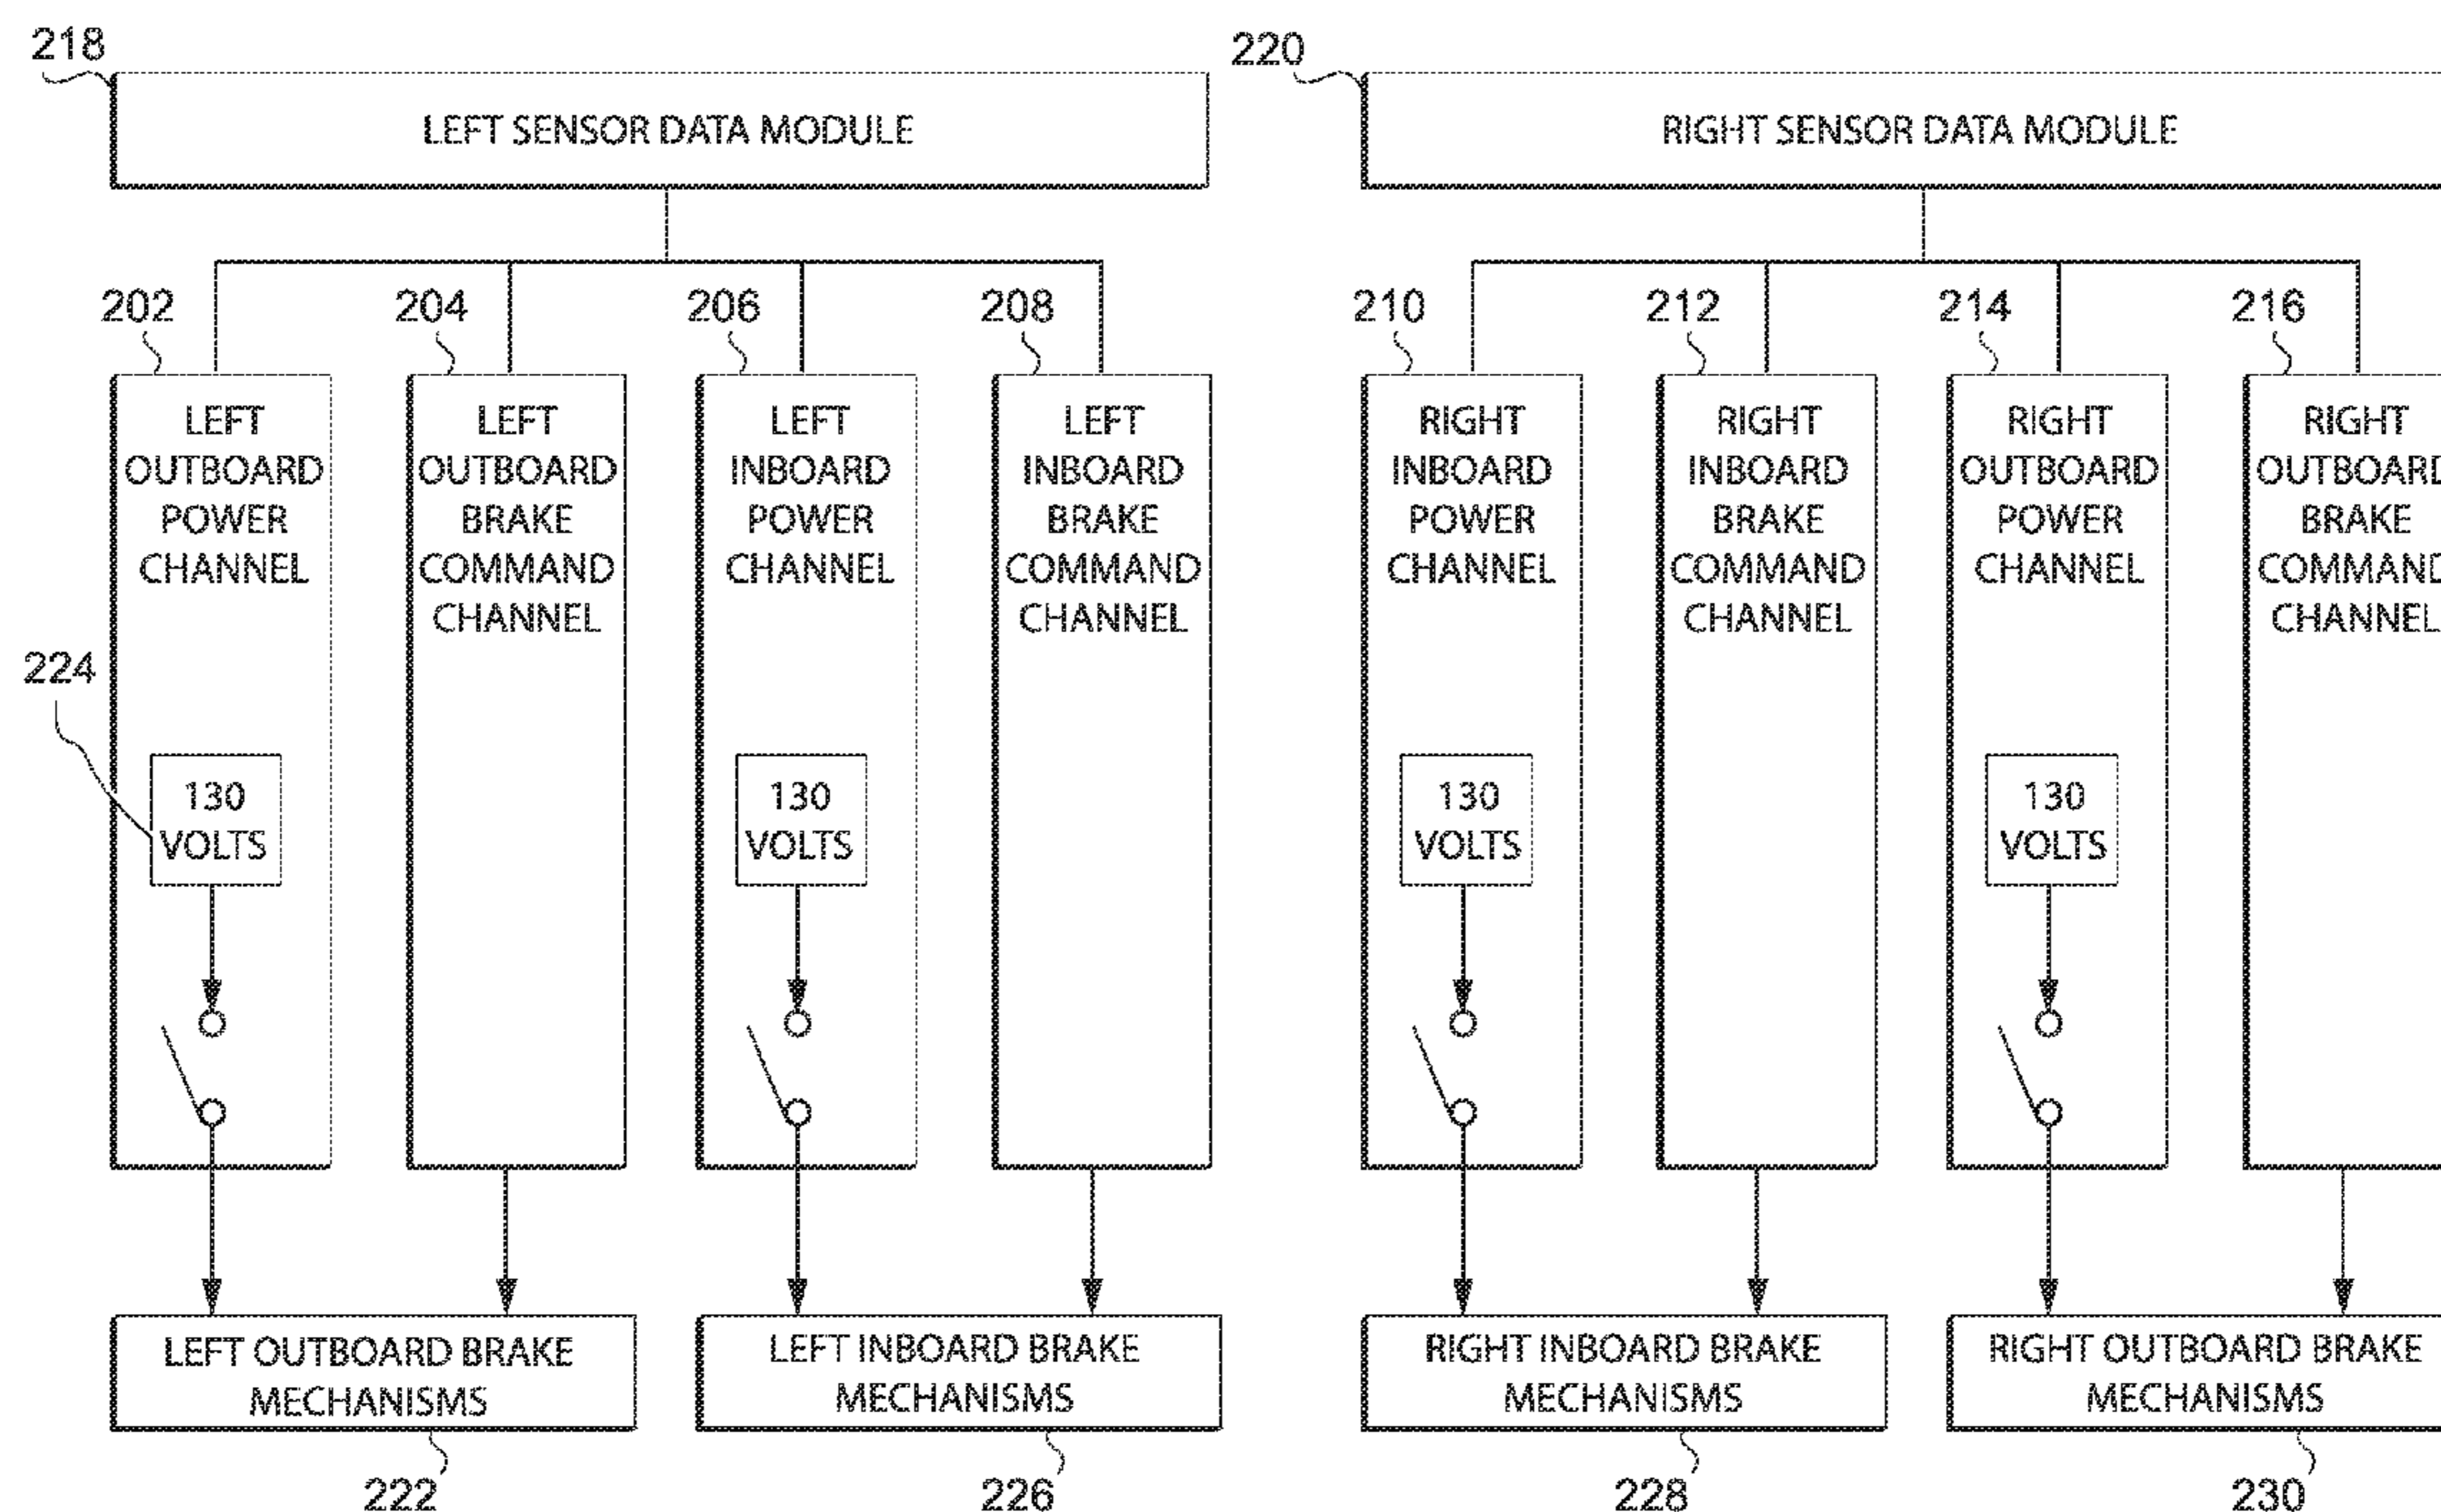 218
LEFT SENSOR DATA MODULE
220
RIGHT SENSOR DATA MODULE
202
LEFT
OUTBOARD
POWER
CHANNEL
204
LEFT
OUTBOARD
BRAKE
COMMAND
CHANNEL
206
LEFT
INBOARD
POWER
CHANNEL
208
LEFT
INBOARD
BRAKE
COMMAND
CHANNEL
210
RIGHT
INBOARD
POWER
CHANNEL
212
RIGHT
INBOARD
BRAKE
COMMAND
CHANNEL
214
RIGHT
OUTBOARD
POWER
CHANNEL
216
RIGHT
OUTBOARD
BRAKE
COMMAND
CHANNEL
224
130
VOLTS
130
VOLTS
130
VOLTS
130
VOLTS
LEFT OUTBOARD BRAKE
MECHANISMS
222
LEFT INBOARD BRAKE
MECHANISMS
226
RIGHT INBOARD BRAKE
MECHANISMS
228
RIGHT OUTBOARD BRAKE
MECHANISMS
230